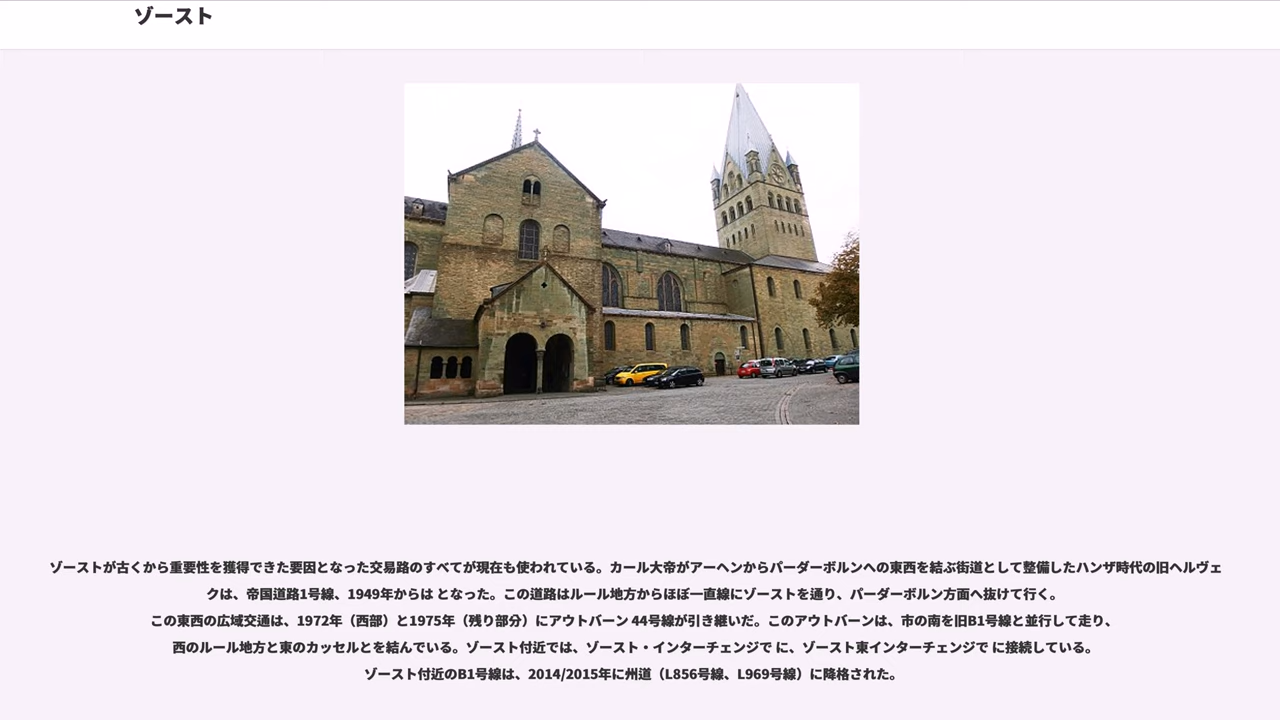 ゾースト
ゾーストが古くから重要性を獲得できた要因となった交易路のすべてが現在も使われている。カール大帝がアーヘンからパーダーボルンへの東西を結ぶ街道として整備したハンザ時代の旧ヘルヴェ
クは、帝国道路1号線、1949年からは となった。この道路はルール地方からほぼ一直線にゾーストを通り、パーダーボルン方面へ抜けて行く。
この東西の広域交通は、1972年（西部）と1975年（残り部分）にアウトバーン 44号線が引き継いだ。このアウトバーンは、市の南を旧B1号線と並行して走り、
西のルール地方と東のカッセルとを結んでいる。ゾースト付近では、ゾースト・インターチェンジで に、ゾースト東インターチェンジで に接続している。
ゾースト付近のB1号線は、2014/2015年に州道（L856号線、L969号線）に降格された。